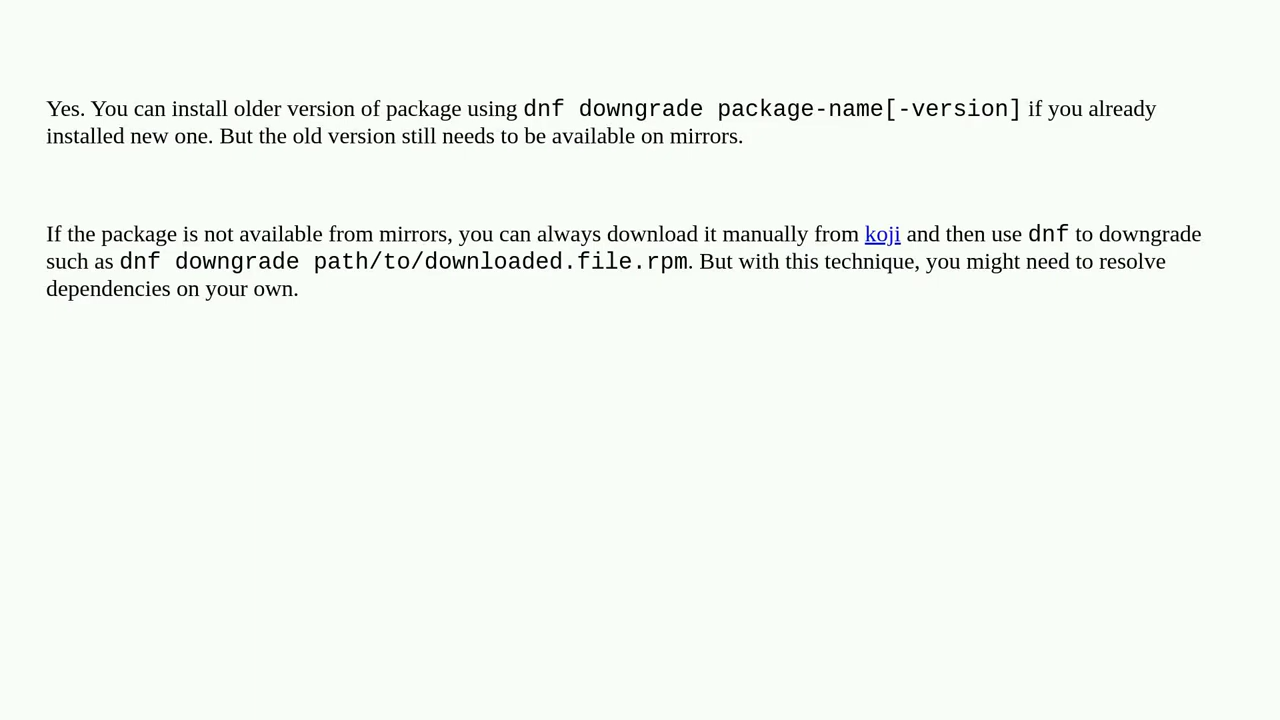 Yes. You can install older version of package using dnf downgrade package-name[-version] if you already
installed new one. But the old version still needs to be available on mirrors.
If the package is not available from mirrors, you can always download it manually from koji and then use dnf to downgrade
such as dnf downgrade path/to/downloaded.file.rpm. But with this technique, you might need to resolve
dependencies on your own.